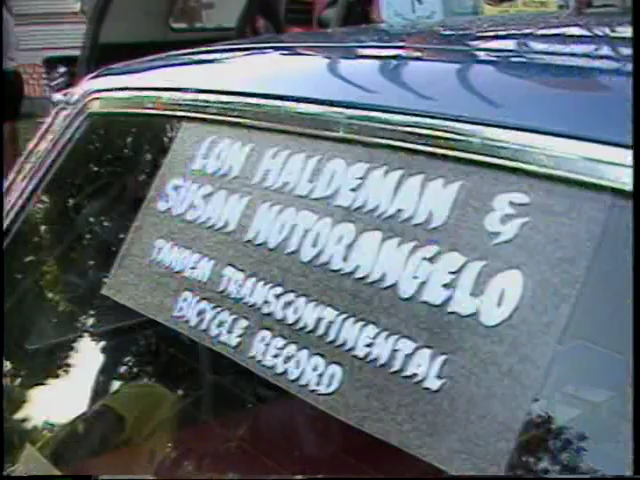 LON HALDEMAN &
SUSAN NOTORANGELO
TANDEM TRANSCONTINENTAL
BICYCLE RECORD